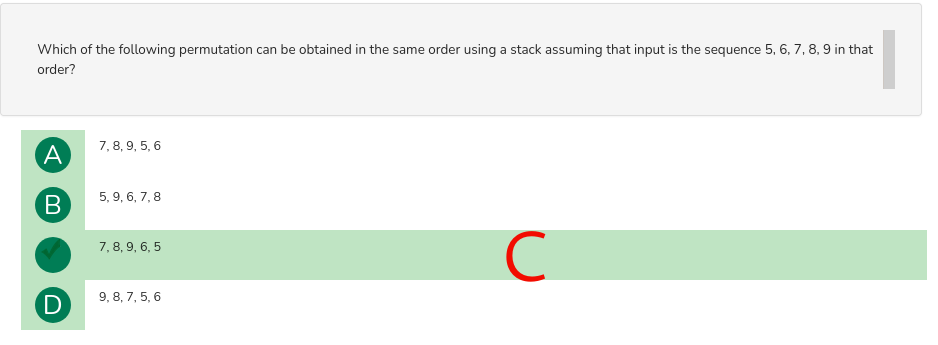 Which of the following permutation can be obtained in the same order using a stack assuming that input is the sequence 5, 6, 7, 8, 9 in that
order?
A 7, 8, 9, 5, 6
B 5, 9, 6, 7, 8
7, 8, 9, 6, 5 C
D 9, 8, 7, 5, 6